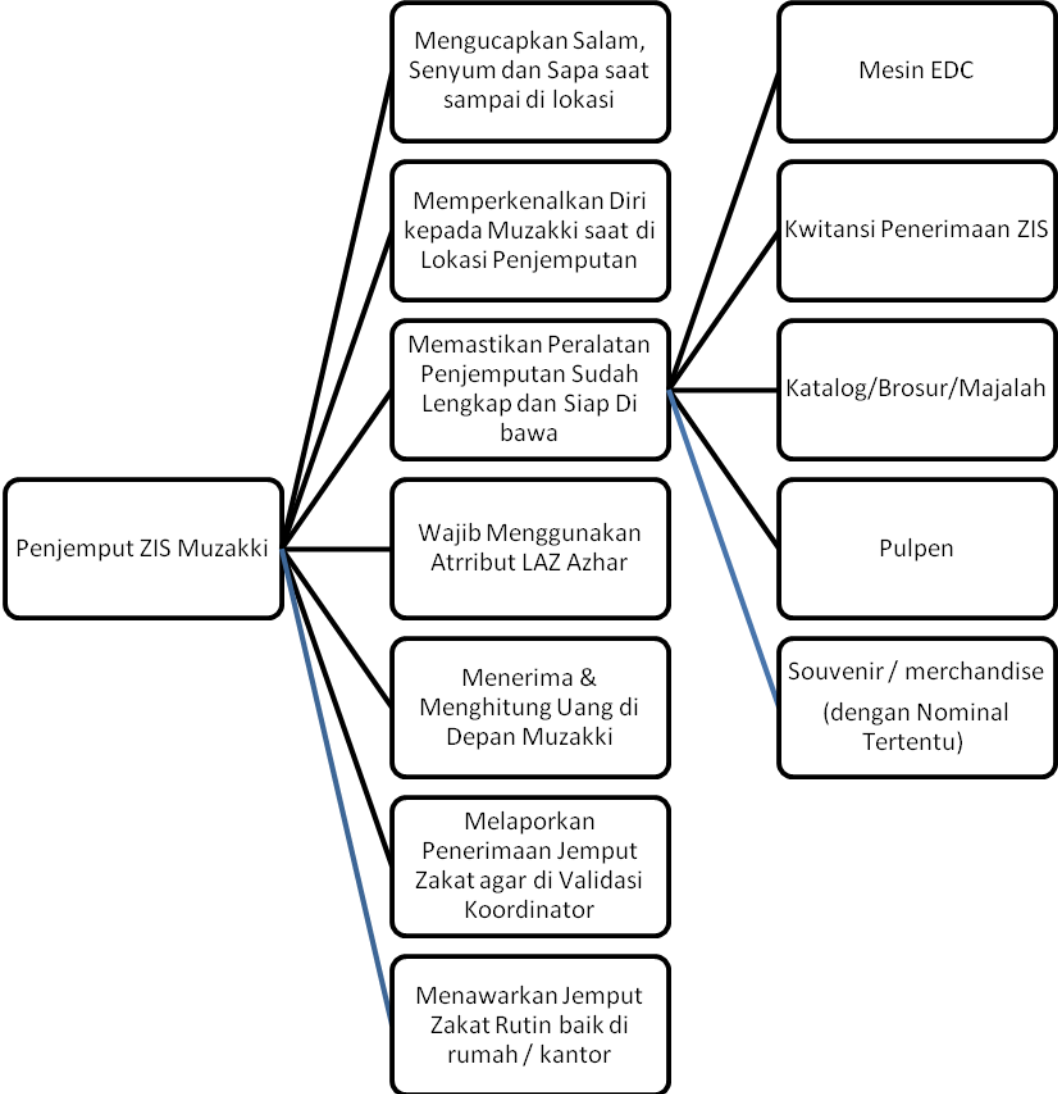 Penjemput ZIS Muzakki
Mengucapkan Salam,
Senyum dan Sapa saat
sampai di lokasi
Memperkenalkan Diri
kepada Muzakki saat di
Lokasi Penjemputan
Memastikan Peralatan
Penjemputan Sudah
Lengkap dan Siap Di
bawa
Wajib Menggunakan
Atrribut LAZ Azhar
Menerima &
Menghitung Uang di
Depan Muzakki
Melaporkan
Penerimaan Jemput
Zakat agar di Validasi
Koordinator
Menawarkan Jemput
Zakat Rutin baik di
rumah / kantor
Mesin EDC
Kwitansi Penerimaan ZIS
Katalog/Brosur/Majalah
Pulpen
Souvenir / merchandise
(dengan Nominal
Tertentu)